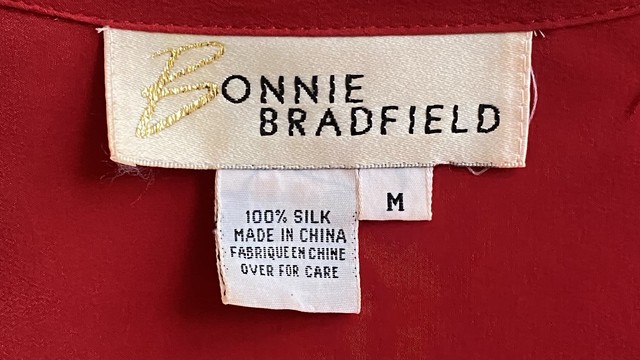 BONNIE
BRADFIELD
M
100% SILK
MADE IN CHINA
FABRIQUE EN CHINE
OVER FOR CARE